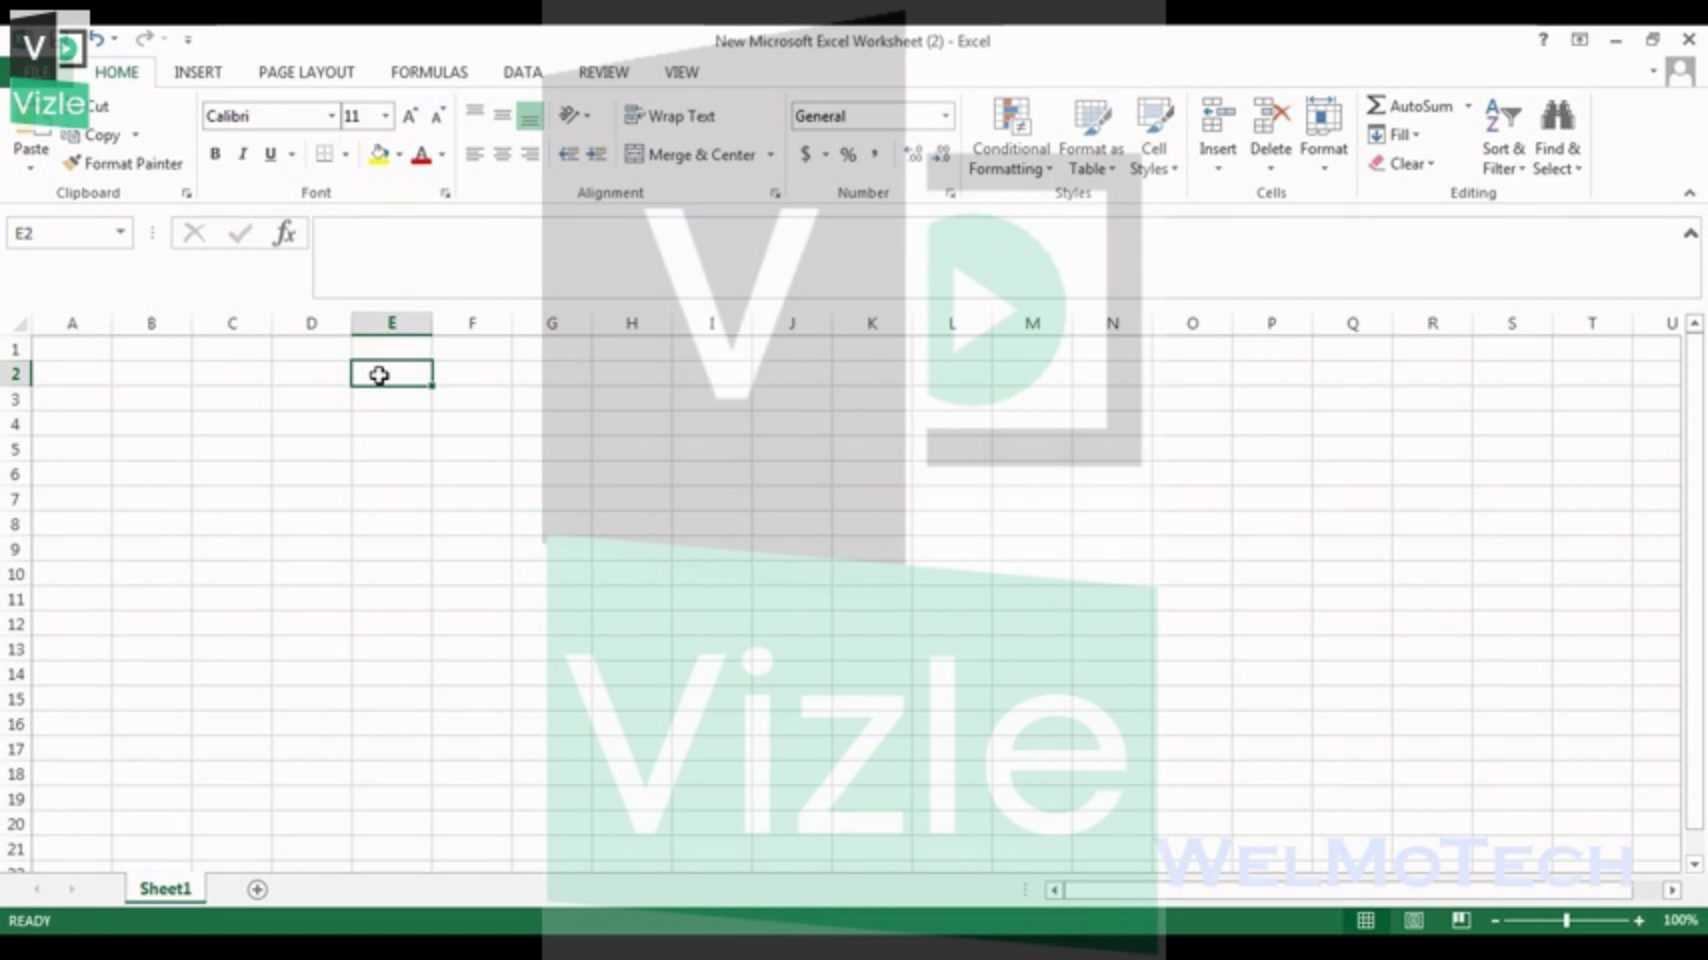 New Microsoft Excel Worksheet (2) - Excel
V
Vizle
HOME INSERT PAGE LAYOUT FORMULAS DATA REVIEW VIEW
Cut
Copy
Format Painter
Paste
Clipboard
Calibri 11
B I U A
Font
Wrap Text
Merge & Center
Alignment
General
$ % ,
Number
Conditional Formatting
Format as Table
Cell Styles
Styles
Insert Delete Format
Cells
AutoSum
Fill
Clear
Sort & Filter
Find & Select
Editing
E2
fx
A B C D E F G H I J K L M N O P Q R S T U
1
2
3
4
5
6
7
8
9
10
11
12
13
14
15
16
17
18
19
20
21
V
Vizle
WELMOTECH
Sheet1
READY
100%